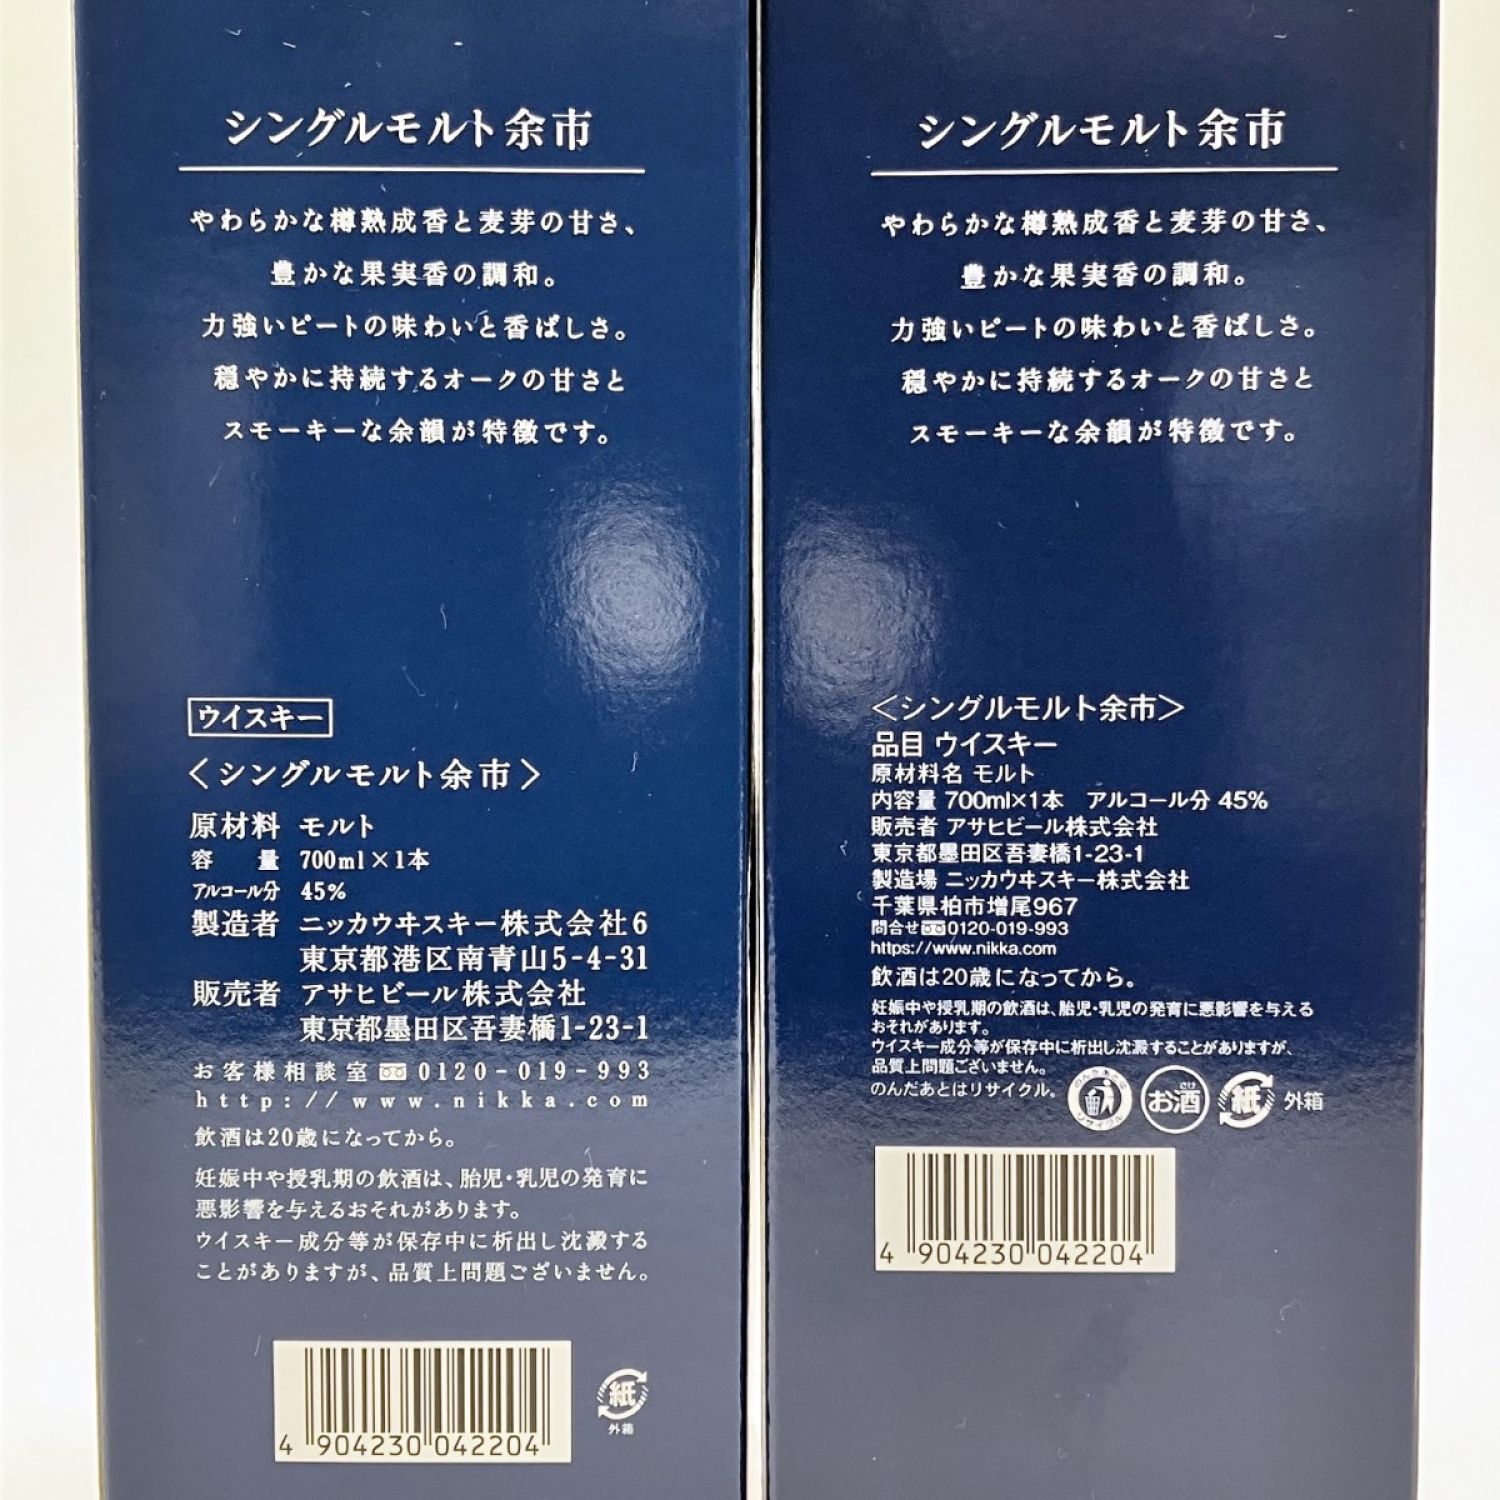 シングルモルト余市
やわらかな樽熟成香と麦芽の甘さ、
豊かな果実香の調和。
力強いピートの味わいと香ばしさ。
穏やかに持続するオークの甘さと
スモーキーな余韻が特徴です。
ウイスキー
〈シングルモルト余市〉
原材料 モルト
容量 700ml×1本
アルコール分 45%
製造者 ニッカウヰスキー株式会社6
東京都港区南青山5-4-31
販売者 アサヒビール株式会社
東京都墨田区吾妻橋1-23-1
お客様相談室 0120-019-993
http://www.nikka.com
飲酒は20歳になってから。
妊娠中や授乳期の飲酒は、胎児・乳児の発育に
悪影響を与えるおそれがあります。
ウイスキー成分等が保存中に析出し沈澱する
ことがありますが、品質上問題ございません。
4 904230 042204
紙
外箱
シングルモルト余市
やわらかな樽熟成香と麦芽の甘さ、
豊かな果実香の調和。
力強いピートの味わいと香ばしさ。
穏やかに持続するオークの甘さと
スモーキーな余韻が特徴です。
＜シングルモルト余市＞
品目 ウイスキー
原材料名 モルト
内容量 700ml×1本 アルコール分 45%
販売者 アサヒビール株式会社
東京都墨田区吾妻橋1-23-1
製造場 ニッカウヰスキー株式会社
千葉県柏市増尾967
問合せ 0120-019-993
https://www.nikka.com
飲酒は20歳になってから。
妊娠中や授乳期の飲酒は、胎児・乳児の発育に悪影響を与える
おそれがあります。
ウイスキー成分等が保存中に析出し沈澱することがありますが、
品質上問題ございません。
のんだあとはリサイクル。
リサイクル
お酒
さけ
紙 外箱
4 904230 042204